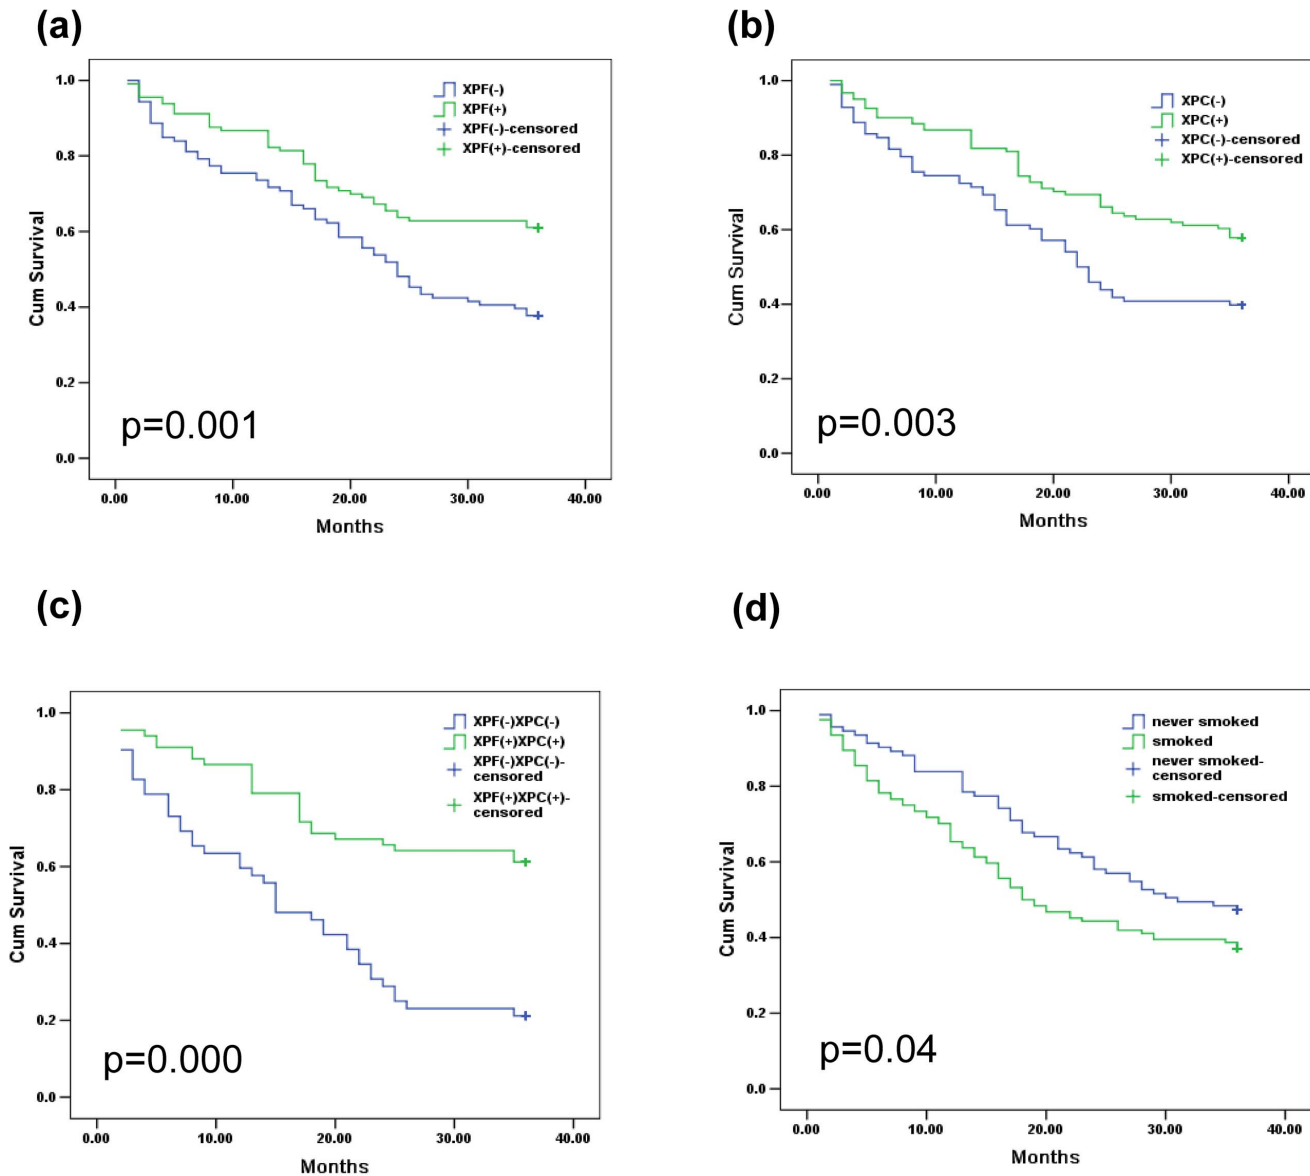 (a)
1.0
0.8
0.6
0.4
0.2
0.0
Cum Survival
XPF(-)
XPF(+)
XPF(-)-censored
XPF(+)-censored
p=0.001
0.00 10.00 20.00 30.00 40.00
Months
(b)
1.0
0.8
0.6
0.4
0.2
0.0
Cum Survival
XPC(-)
XPC(+)
XPC(-)-censored
XPC(+)-censored
p=0.003
0.00 10.00 20.00 30.00 40.00
Months
(c)
1.0
0.8
0.6
0.4
0.2
0.0
Cum Survival
XPF(-)XPC(-)
XPF(+)XPC(+)
XPF(-)XPC(-)-
censored
XPF(+)XPC(+)-
censored
p=0.000
0.00 10.00 20.00 30.00 40.00
Months
(d)
1.0
0.8
0.6
0.4
0.2
0.0
Cum Survival
never smoked
smoked
never smoked-
censored
smoked-censored
p=0.04
0.00 10.00 20.00 30.00 40.00
Months